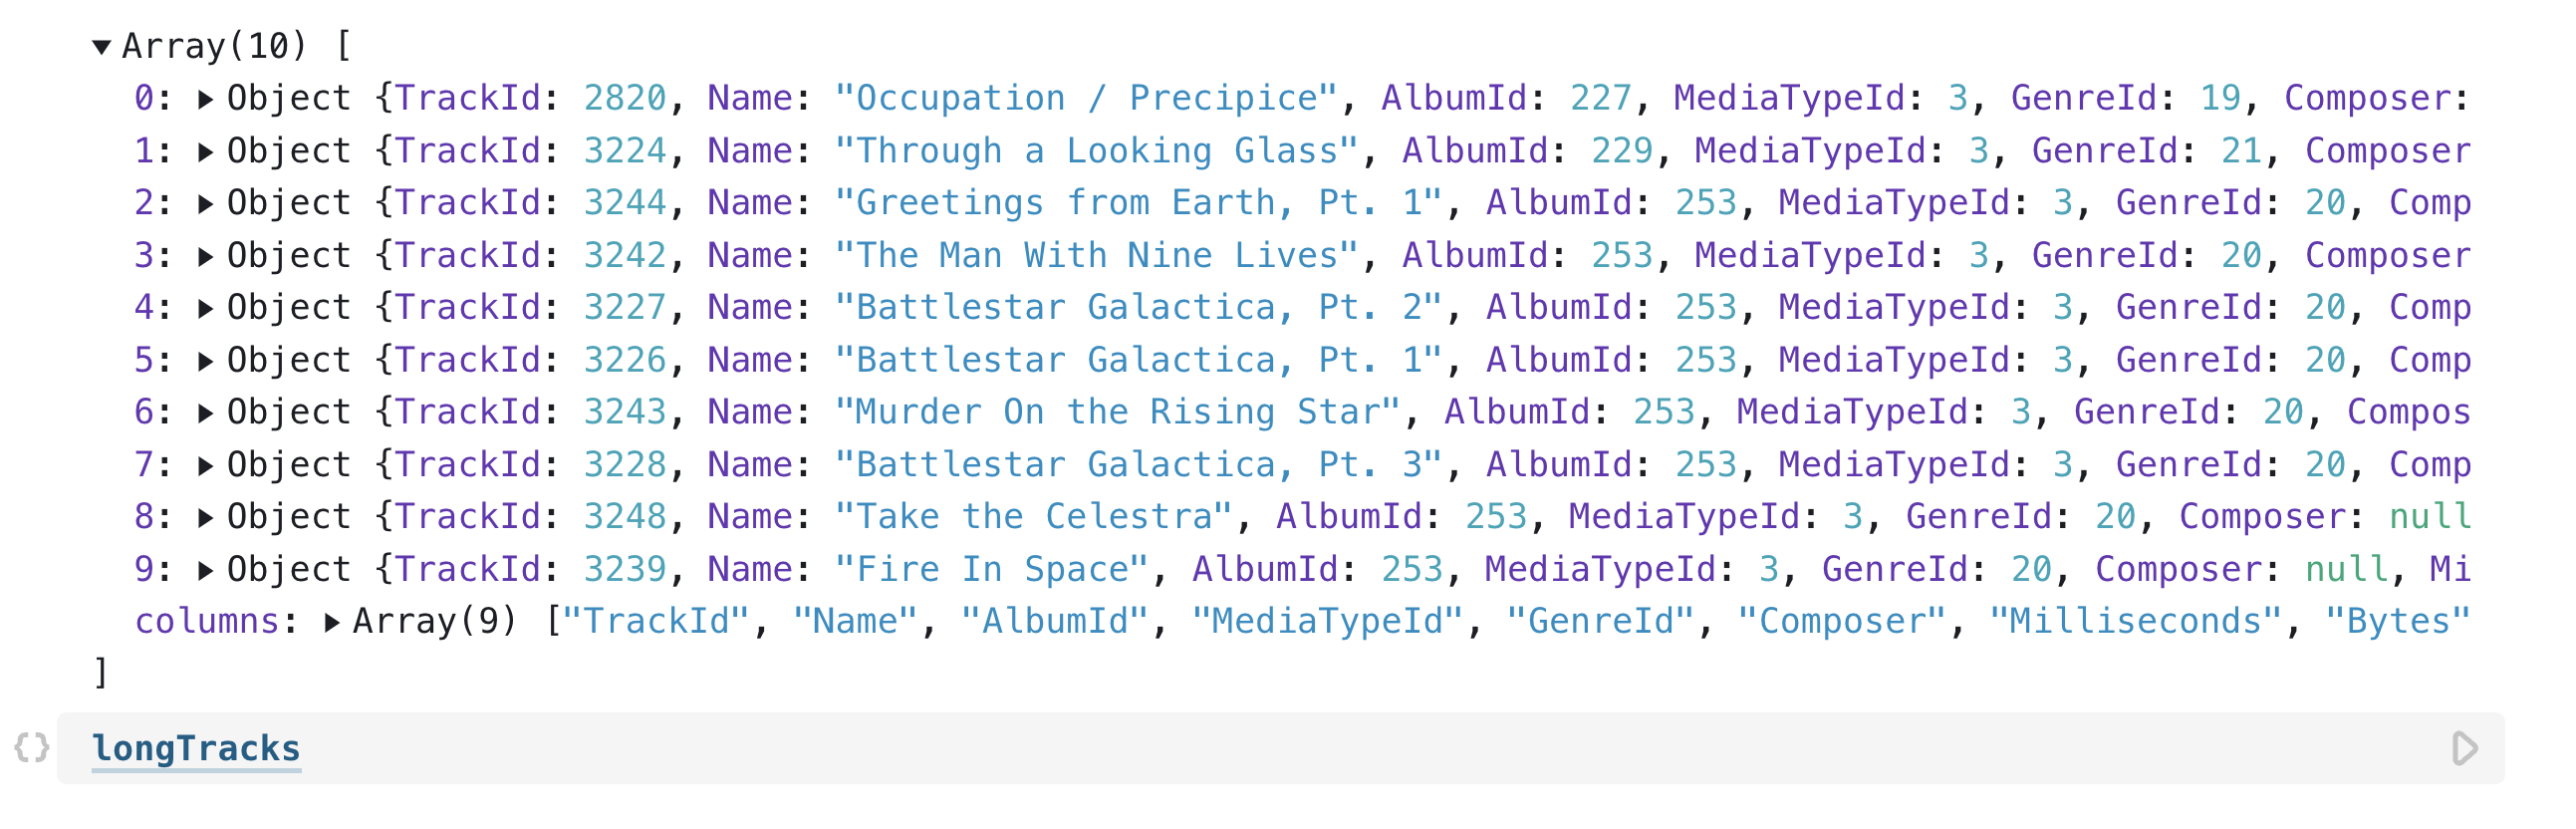 ▼Array(10) [
0: ▶Object {TrackId: 2820, Name: "Occupation / Precipice", AlbumId: 227, MediaTypeId: 3, GenreId: 19, Composer:
1: ▶Object {TrackId: 3224, Name: "Through a Looking Glass", AlbumId: 229, MediaTypeId: 3, GenreId: 21, Composer
2: ▶Object {TrackId: 3244, Name: "Greetings from Earth, Pt. 1", AlbumId: 253, MediaTypeId: 3, GenreId: 20, Comp
3: ▶Object {TrackId: 3242, Name: "The Man With Nine Lives", AlbumId: 253, MediaTypeId: 3, GenreId: 20, Composer
4: ▶Object {TrackId: 3227, Name: "Battlestar Galactica, Pt. 2", AlbumId: 253, MediaTypeId: 3, GenreId: 20, Comp
5: ▶Object {TrackId: 3226, Name: "Battlestar Galactica, Pt. 1", AlbumId: 253, MediaTypeId: 3, GenreId: 20, Comp
6: ▶Object {TrackId: 3243, Name: "Murder On the Rising Star", AlbumId: 253, MediaTypeId: 3, GenreId: 20, Compos
7: ▶Object {TrackId: 3228, Name: "Battlestar Galactica, Pt. 3", AlbumId: 253, MediaTypeId: 3, GenreId: 20, Comp
8: ▶Object {TrackId: 3248, Name: "Take the Celestra", AlbumId: 253, MediaTypeId: 3, GenreId: 20, Composer: null
9: ▶Object {TrackId: 3239, Name: "Fire In Space", AlbumId: 253, MediaTypeId: 3, GenreId: 20, Composer: null, Mi
columns: ▶Array(9) ["TrackId", "Name", "AlbumId", "MediaTypeId", "GenreId", "Composer", "Milliseconds", "Bytes"
]
{} longTracks